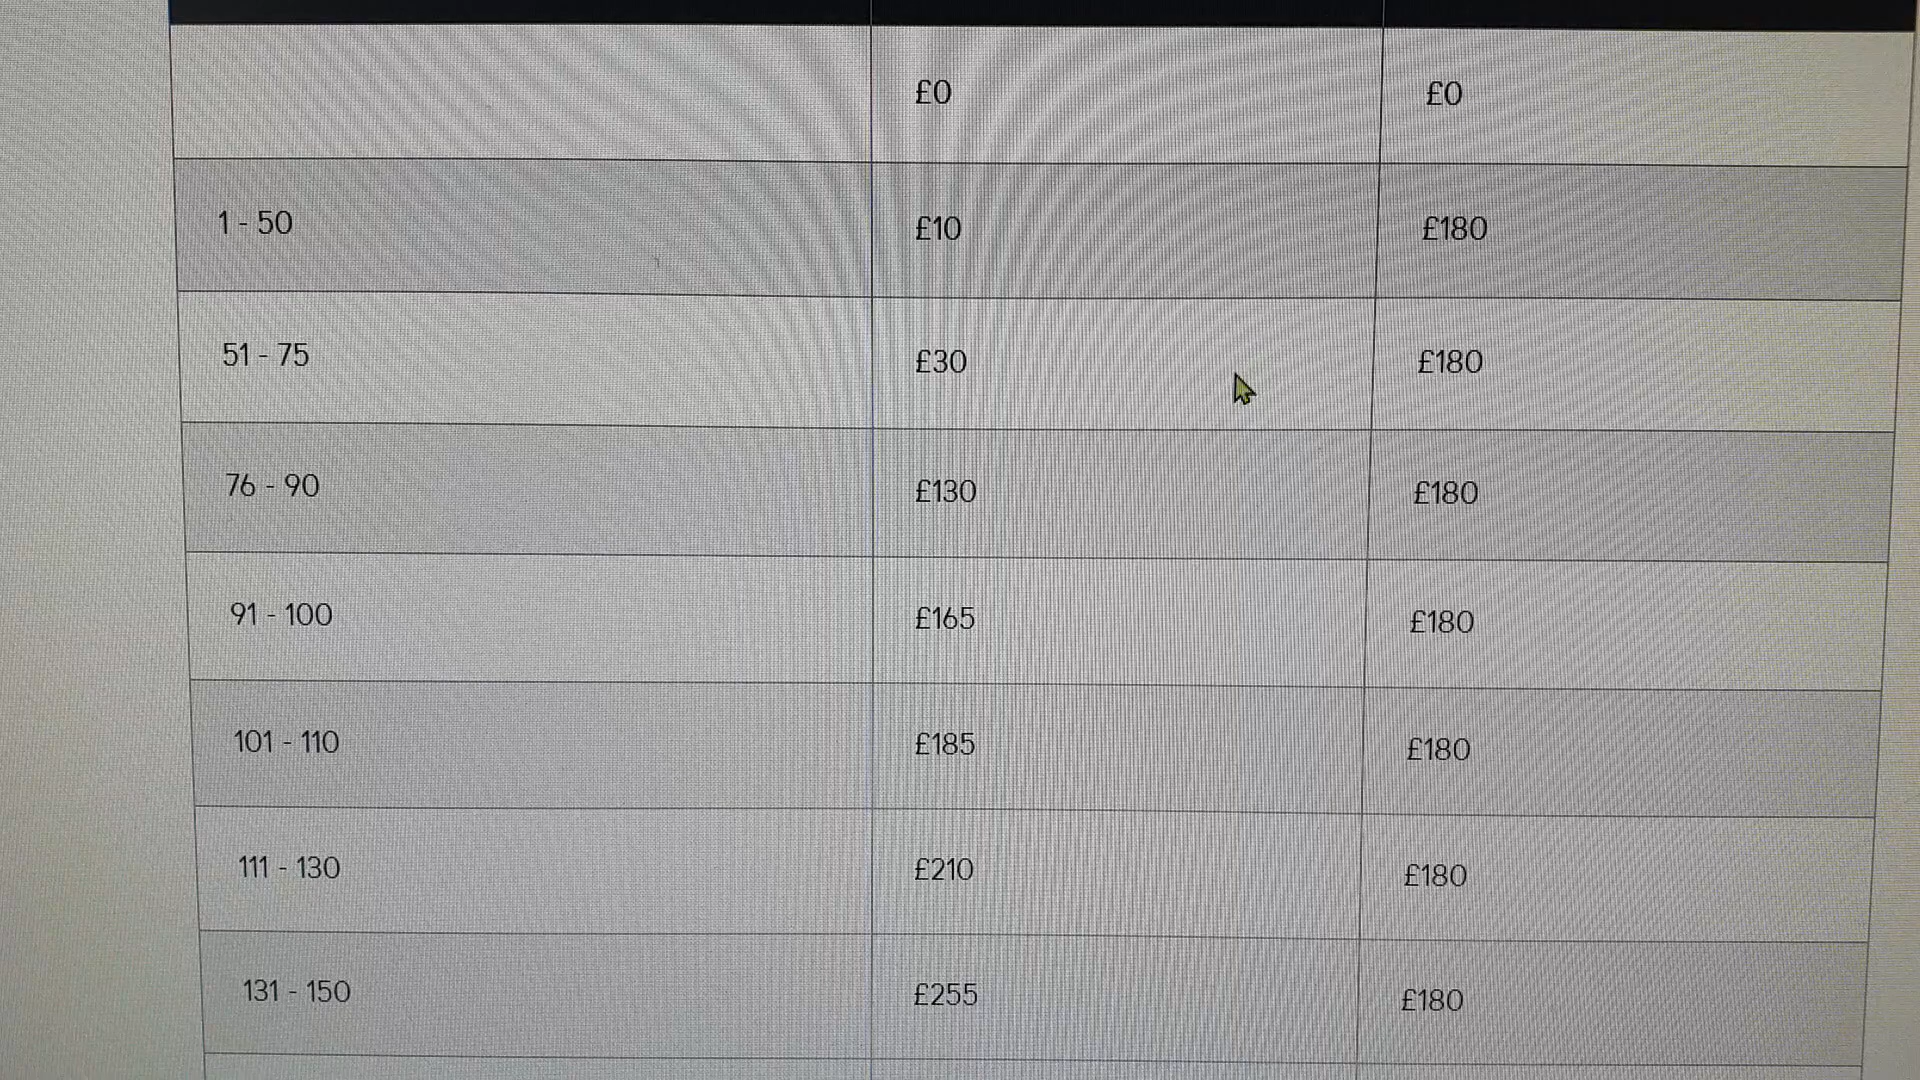 £0 £0
1 - 50 £10 £180
51 - 75 £30 £180
76 - 90 £130 £180
91 - 100 £165 £180
101 - 110 £185 £180
111 - 130 £210 £180
131 - 150 £255 £180